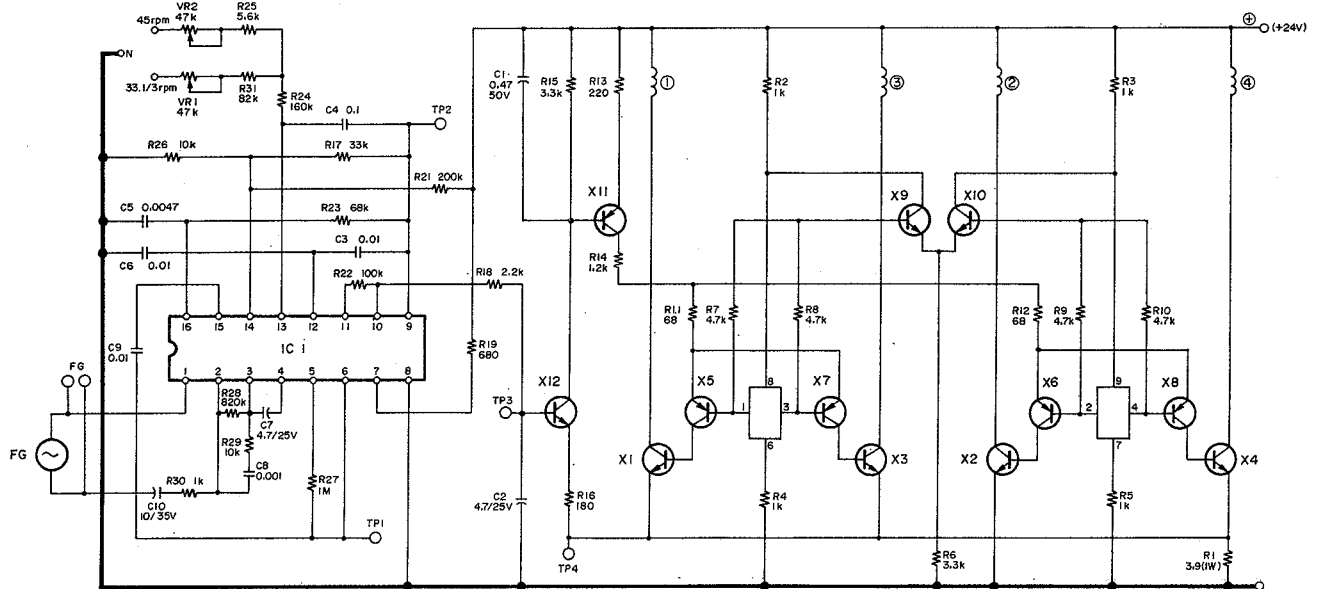 45rpm
VR2
47k
R25
5.6k
N
33.1/3rpm
VR1
47k
R31
82k
R24
160k
C4 0.1
TP2
R26 10k
R17 33k
R21 200k
C5 0.0047
R23 68k
C6
0.01
C3 0.01
R22 100k
R18 2.2k
C9
0.01
16 15 14 13 12 11 10 9
IC 1
1 2 3 4 5 6 7 8
R19
680
FG
FG
R28
820k
C7
4.7/25V
R29
10k
C8
0.001
R30 1k
C10
10/35V
R27
1M
TP1
TP3
C2
4.7/25V
X12
R16
180
TP4
C1
0.47
50V
R15
3.3k
R13
220
①
R2
1k
③
②
R3
1k
④
⊕
(+24V)
X11
R14
1.2k
X9
X10
R11
68
R7
4.7k
R8
4.7k
R12
68
R9
4.7k
R10
4.7k
X5
8
1
3
6
X7
X6
9
2
4
7
X8
X1
X3
X2
X4
R4
1k
R5
1k
R6
3.3k
R1
3.9(1W)